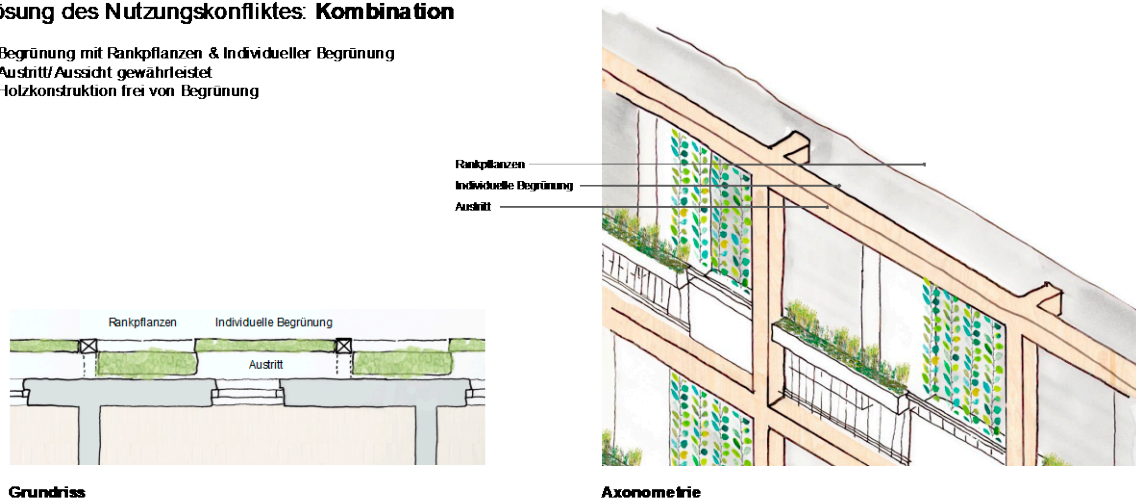 ösung des Nutzungskonfliktes: Kombination
Begrünung mit Rankpflanzen & Individueller Begrünung
Austritt/ Aussicht gewährleistet
Holzkonstruktion frei von Begrünung
Rankpflanzen
Individuelle Begrünung
Austritt
Rankpflanzen Individuelle Begrünung
Austritt
Grundriss
Axonometrie